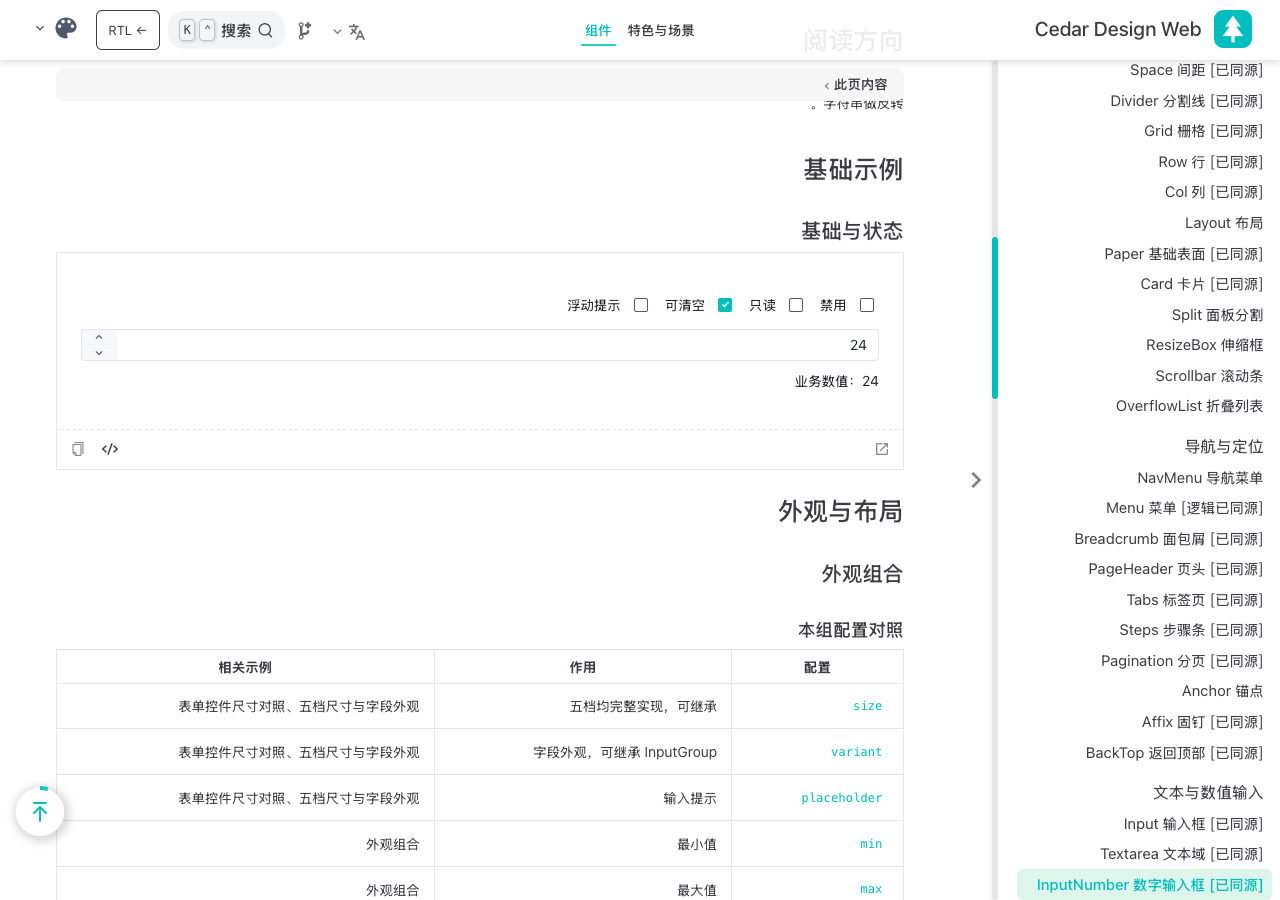 Cedar Design Web
组件 特色与场景
搜索 ^ K
RTL ←
阅读方向
此页内容 ‹
字符串做反转。
基础示例
基础与状态
禁用 只读 可清空 浮动提示
24
业务数值：24
外观与布局
外观组合
本组配置对照
配置 作用 相关示例
size 五档均完整实现，可继承 表单控件尺寸对照、五档尺寸与字段外观
variant 字段外观，可继承 InputGroup 表单控件尺寸对照、五档尺寸与字段外观
placeholder 输入提示 表单控件尺寸对照、五档尺寸与字段外观
min 最小值 外观组合
max 最大值 外观组合
Space 间距 [已同源]
Divider 分割线 [已同源]
Grid 栅格 [已同源]
Row 行 [已同源]
Col 列 [已同源]
Layout 布局
Paper 基础表面 [已同源]
Card 卡片 [已同源]
Split 面板分割
ResizeBox 伸缩框
Scrollbar 滚动条
OverflowList 折叠列表
导航与定位
NavMenu 导航菜单
Menu 菜单 [逻辑已同源]
Breadcrumb 面包屑 [已同源]
PageHeader 页头 [已同源]
Tabs 标签页 [已同源]
Steps 步骤条 [已同源]
Pagination 分页 [已同源]
Anchor 锚点
Affix 固钉 [已同源]
BackTop 返回顶部 [已同源]
文本与数值输入
Input 输入框 [已同源]
Textarea 文本域 [已同源]
InputNumber 数字输入框 [已同源]